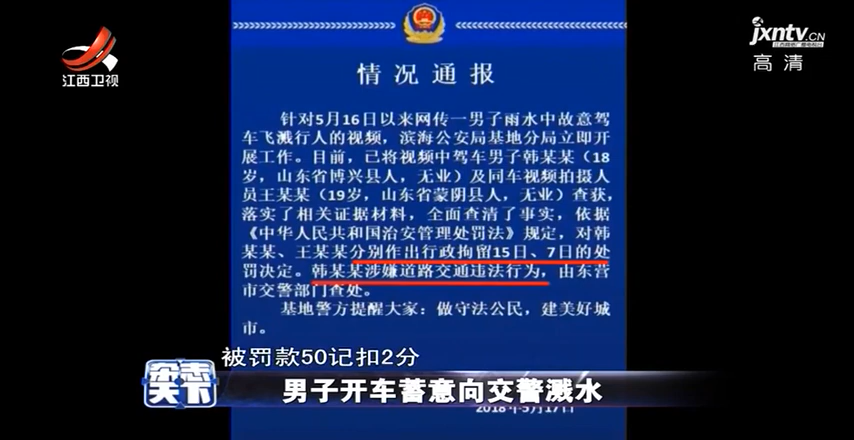 江西卫视
jxntv.CN
高清
情况通报
针对5月16日以来网传一男子雨水中故意驾
车飞溅行人的视频，滨海公安局基地分局立即开
展工作。目前，已将视频中驾车男子韩某某（18
岁，山东省博兴县人，无业）及同车视频拍摄人
员王某某（19岁，山东省蒙阴县人，无业）查获，
落实了相关证据材料，全面查清了事实，依据
《中华人民共和国治安管理处罚法》规定，对韩
某某、王某某分别作出行政拘留15日、7日的处
罚决定。韩某某涉嫌道路交通违法行为，由东营
市交警部门查处。
基地警方提醒大家：做守法公民，建美好城
市。
被罚款50记扣2分
杂志天下
男子开车蓄意向交警溅水
2018年5月17日